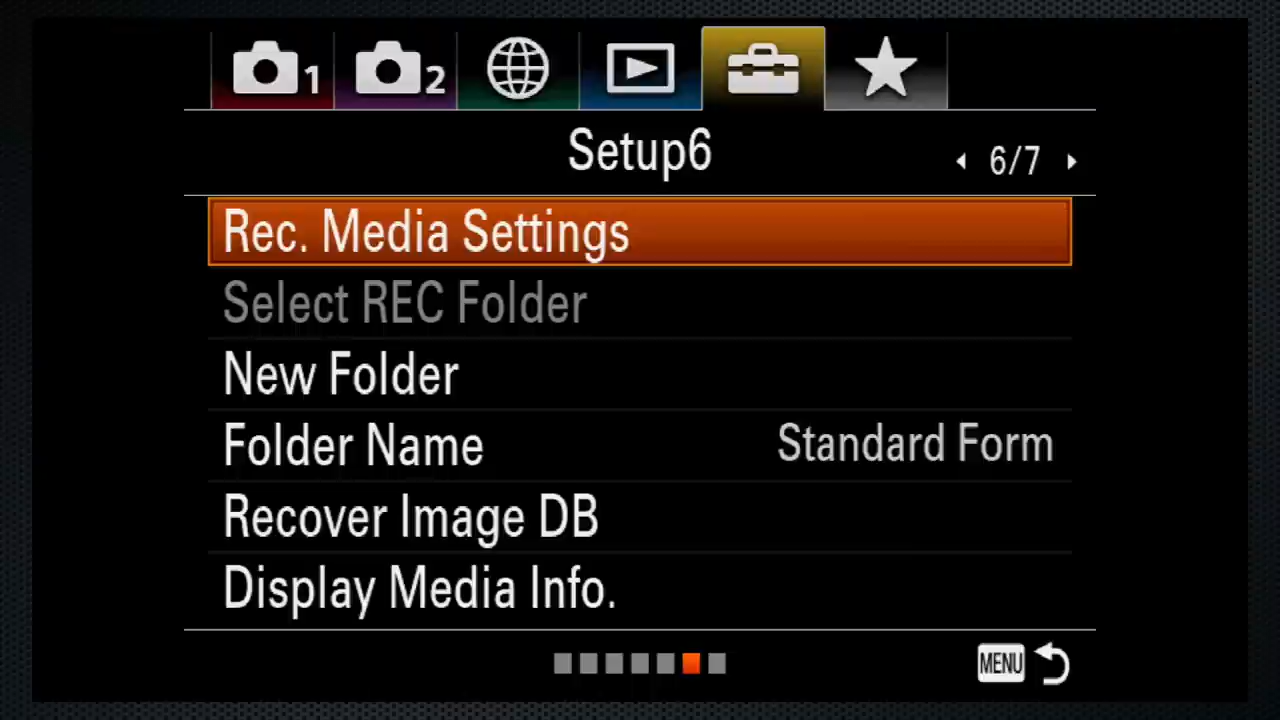 1 2
Setup6
6/7
Rec. Media Settings
Select REC Folder
New Folder
Folder Name Standard Form
Recover Image DB
Display Media Info.
MENU